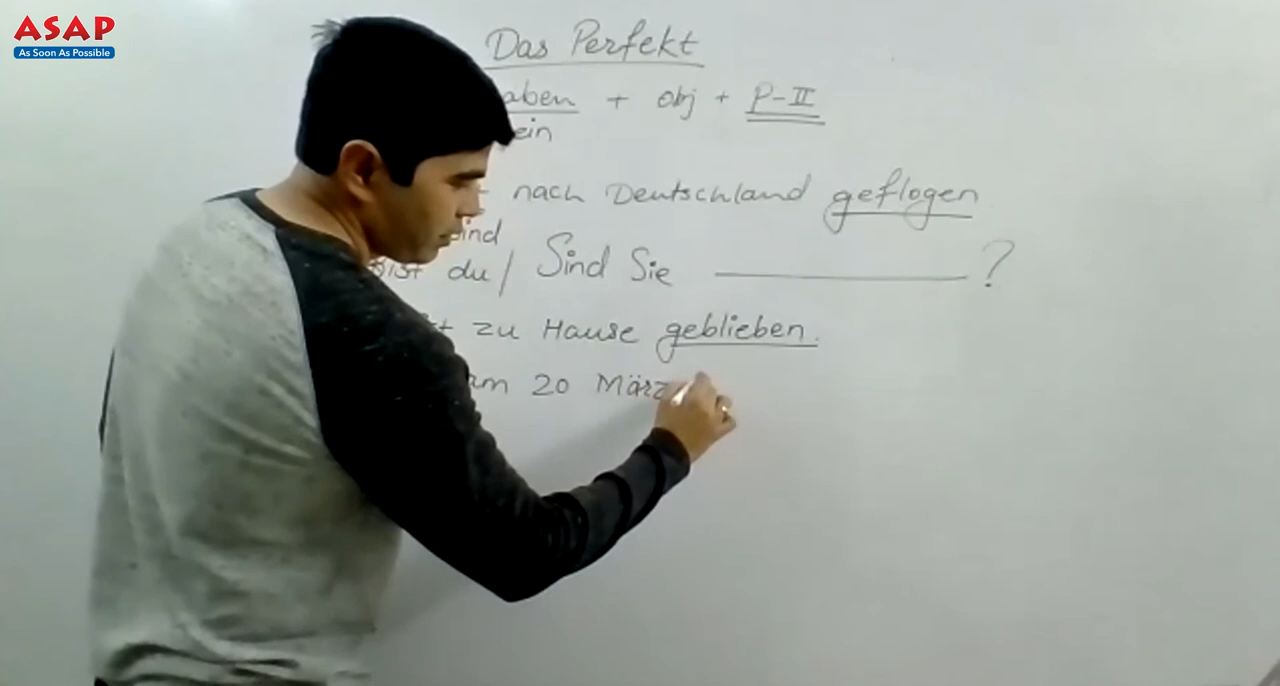 ASAP
As Soon As Possible
Das Perfekt
aben + obj + P-II
ein
nach Deutschland geflogen
sind
Bist du / Sind Sie ?
zu Hause geblieben.
am 20 März